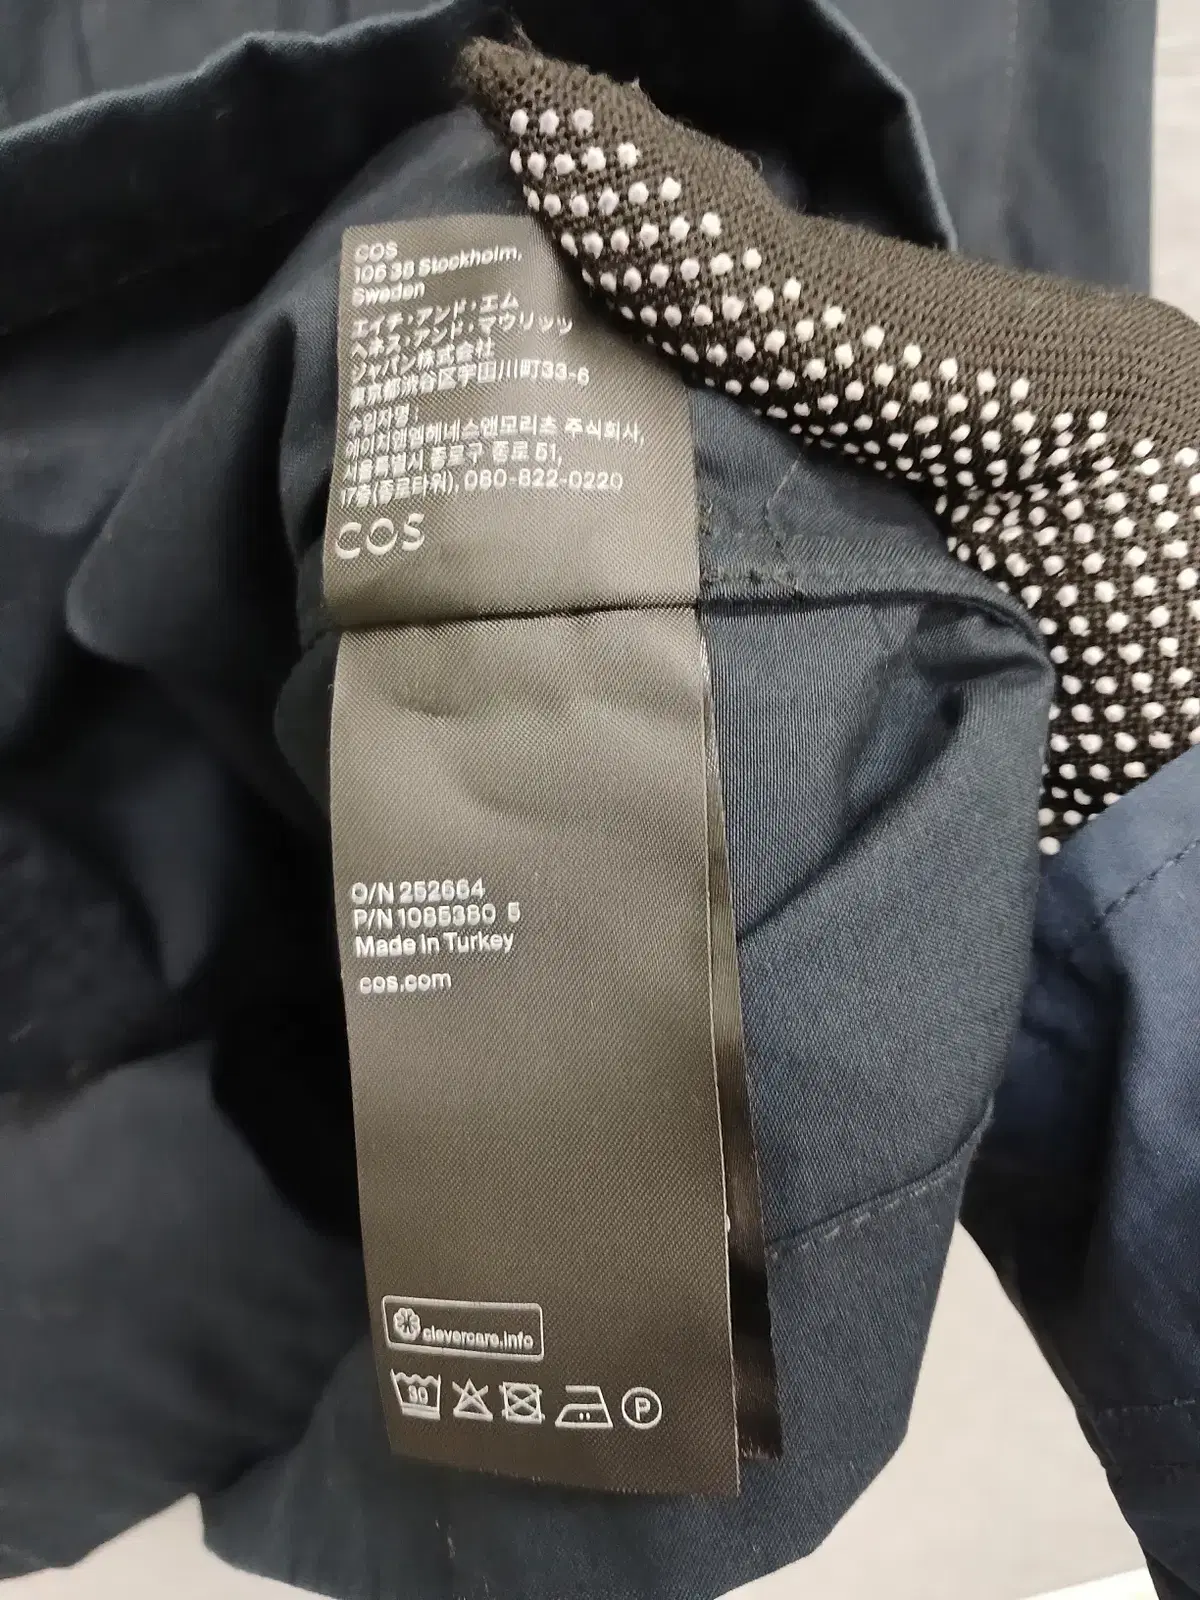 COS
106 38 Stockholm,
Sweden
エイチ・アンド・エム
ヘネス・アンド・マウリッツ
ジャパン株式会社
東京都渋谷区宇田川町33-6
수입자명 :
에이치앤엠헤네스앤모리츠 주식회사,
서울특별시 종로구 종로 51,
17층(종로타워), 080-822-0220
COS
O/N 252664
P/N 1085380 5
Made in Turkey
cos.com
clevercare.info
30
P